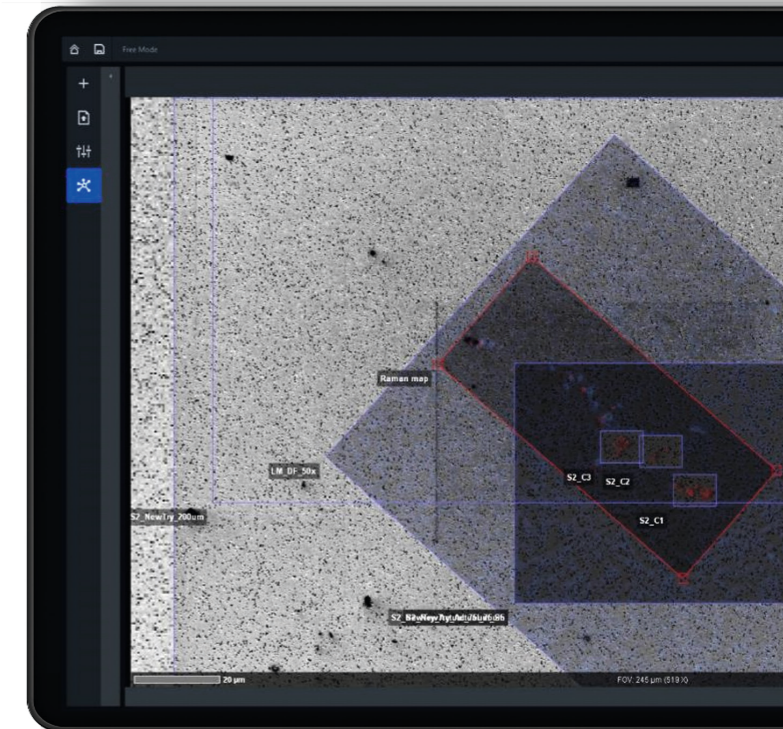 Free Mode
Raman map
LM_DF_50x
S2_C3
S2_C2
S2_NewTry_200um
S2_C1
20 µm
FOV: 245 µm (519 X)